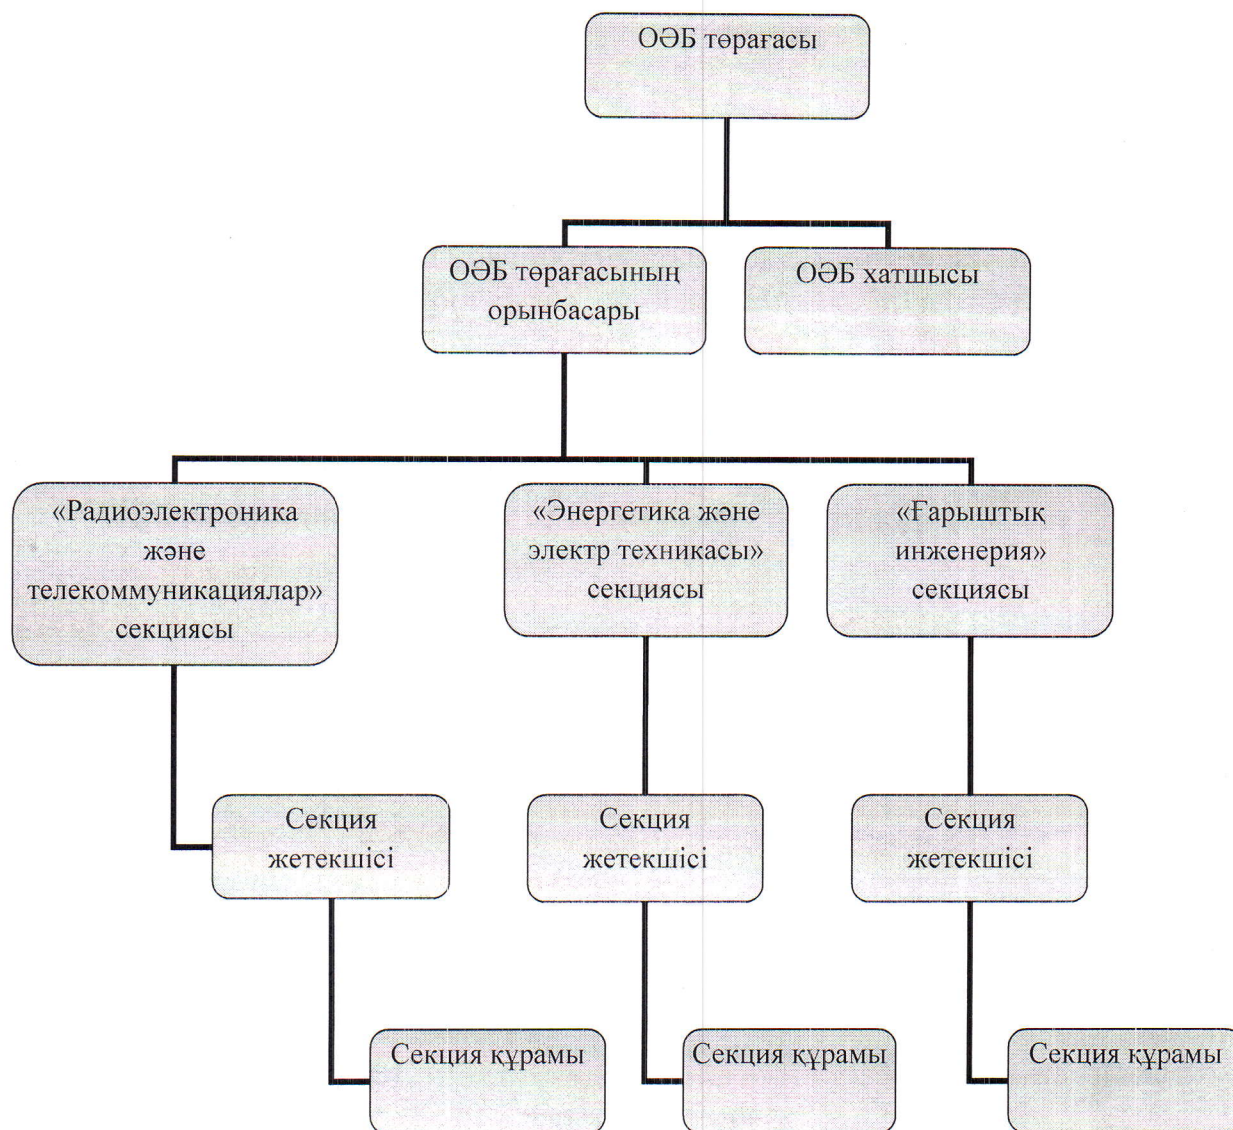 ОӘБ төрағасы
ОӘБ төрағасының
орынбасары
ОӘБ хатшысы
«Радиоэлектроника
және
телекоммуникациялар»
секциясы
«Энергетика және
электр техникасы»
секциясы
«Ғарыштық
инженерия»
секциясы
Секция
жетекшісі
Секция
жетекшісі
Секция
жетекшісі
Секция құрамы
Секция құрамы
Секция құрамы